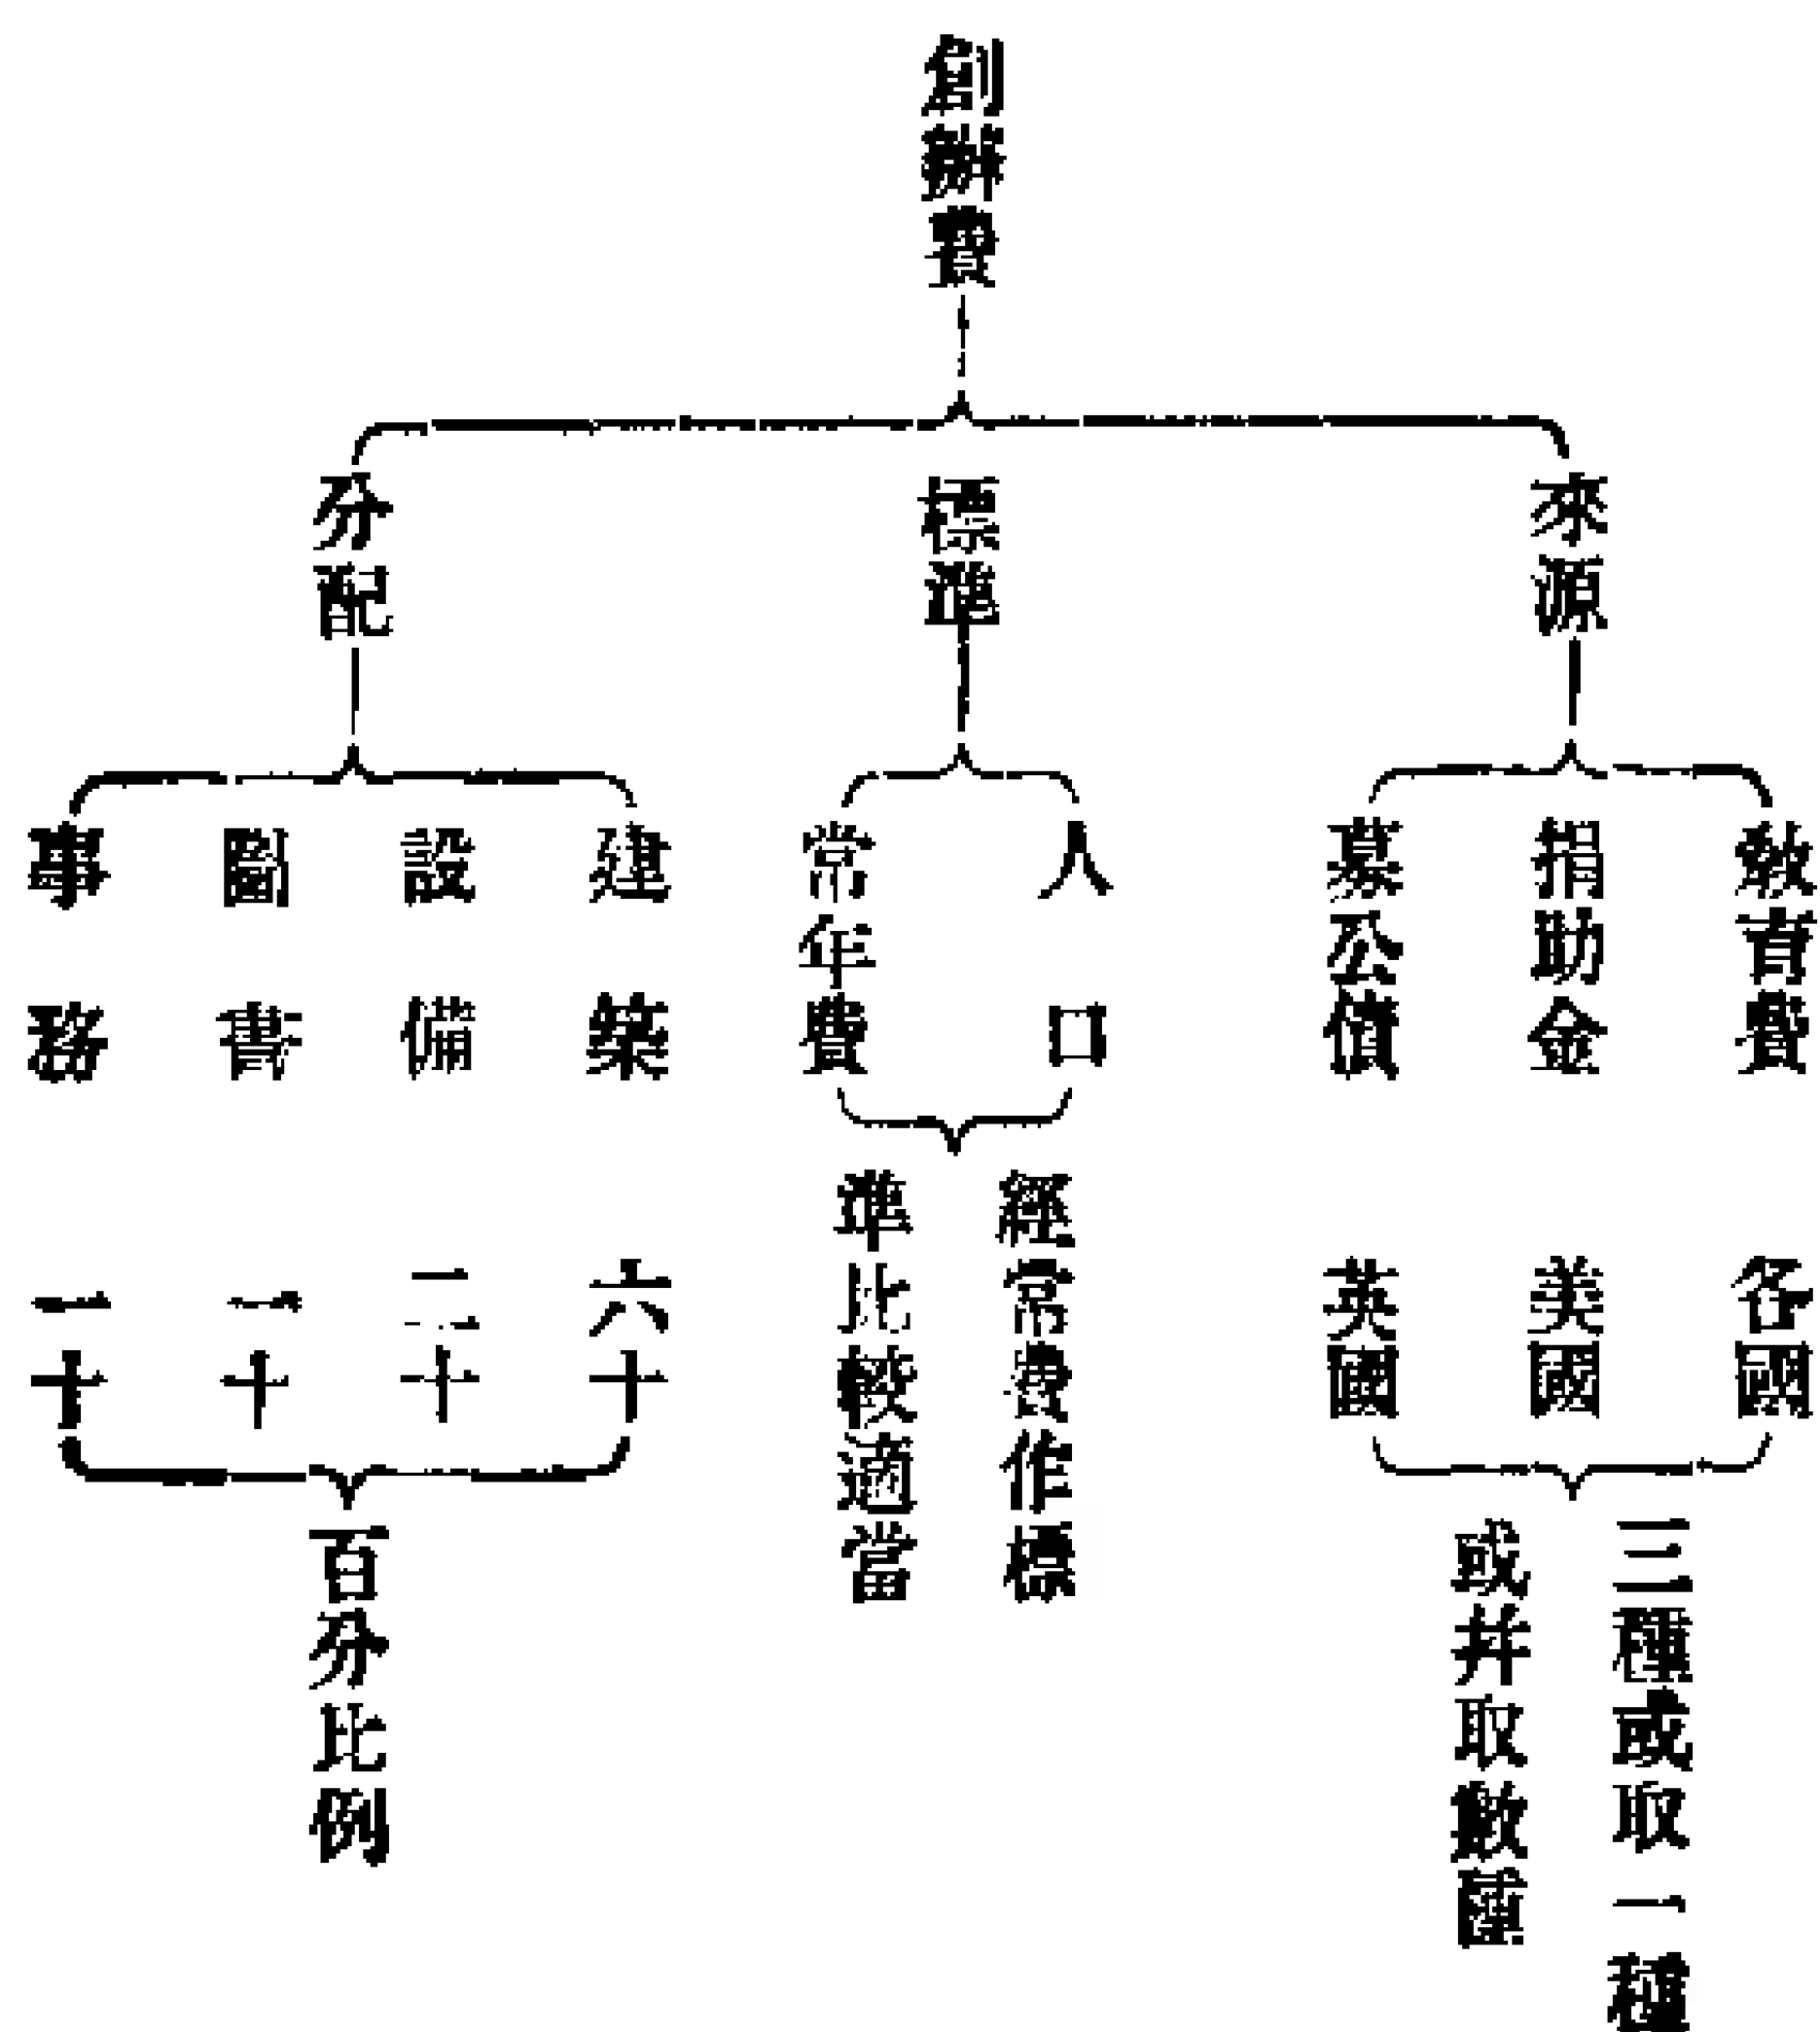 創辦費
來源
標準
分配
教育費
捐助金
募公債
人口
常年費
建築
設備
圖書
事務
各國
美國
英國
經常費作標
準比較適當
六十
二十
一十
一十
三種或取一種
或并取數種
百分比例